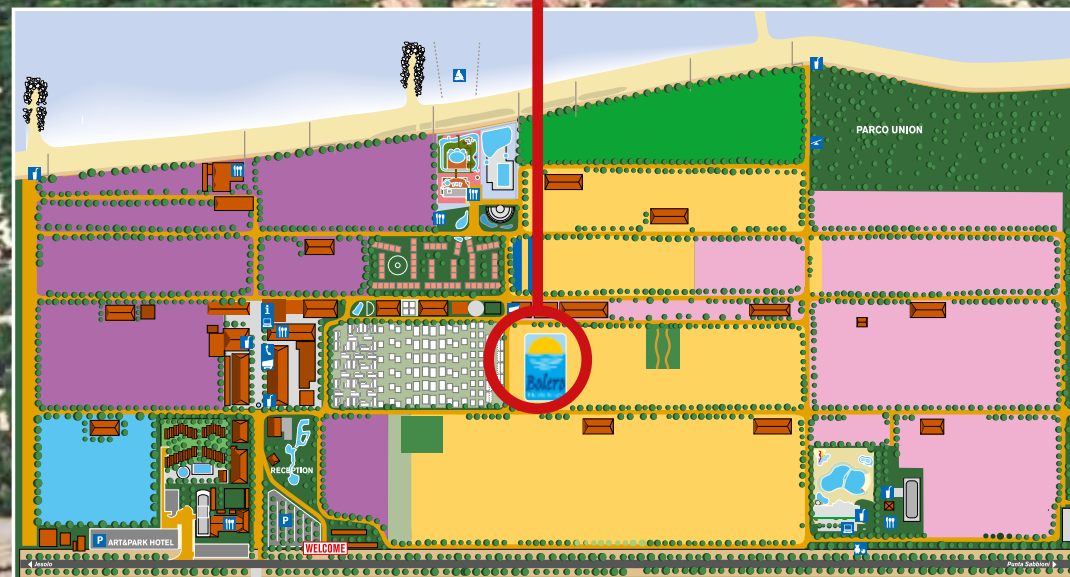 PARCO UNION
Bolero
RECEPTION
P
P
ART&PARK HOTEL
WELCOME
i
Jesolo
Punta Sabbioni